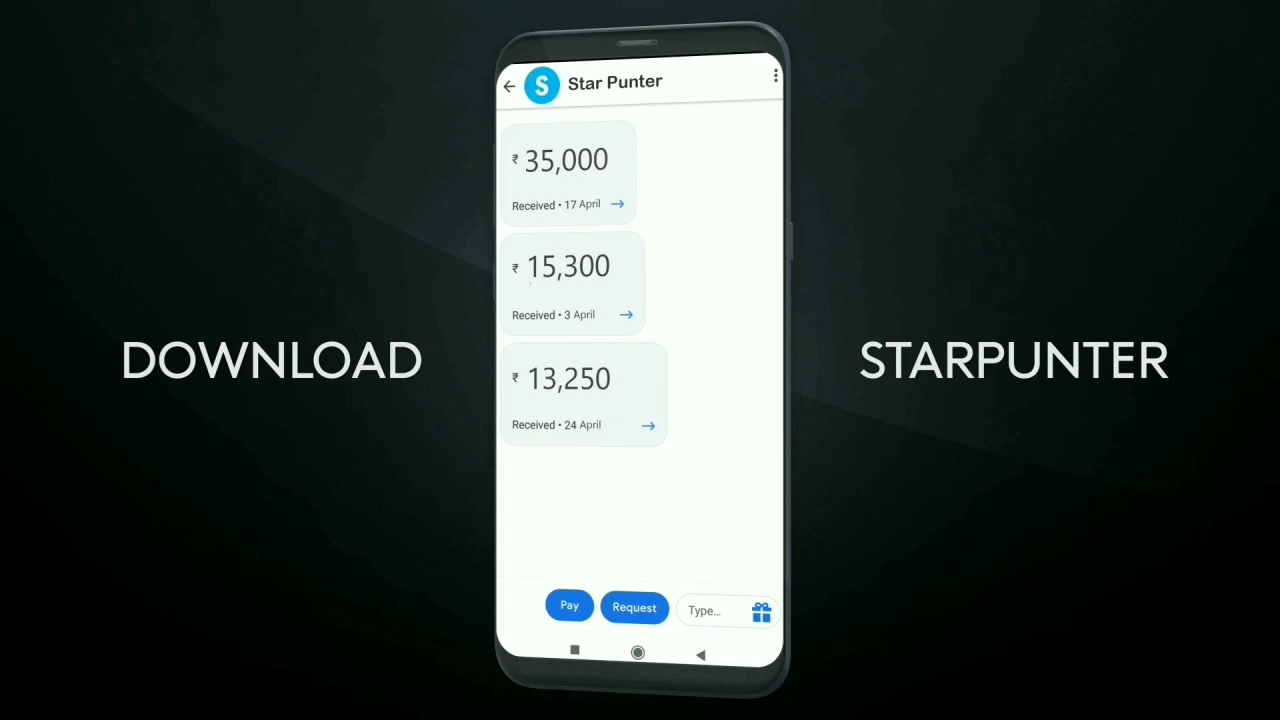 S Star Punter
₹ 35,000
Received • 17 April
₹ 15,300
Received • 3 April
₹ 13,250
Received • 24 April
DOWNLOAD
STARPUNTER
Pay
Request
Type...